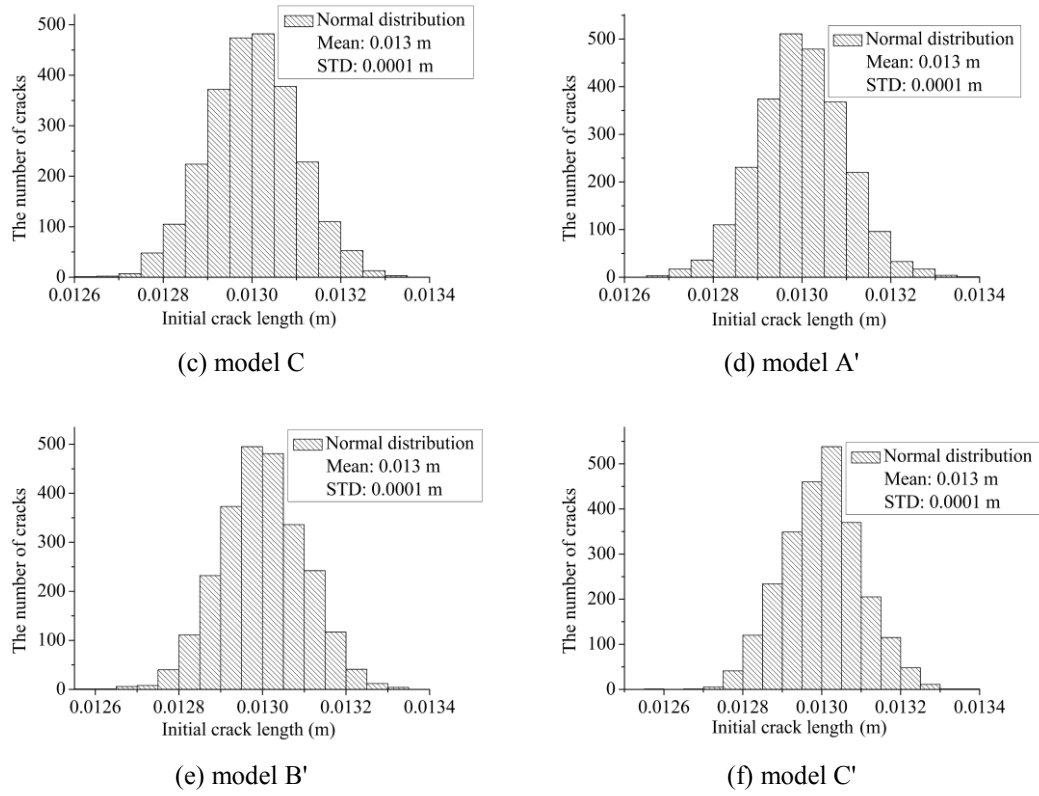 500
400
300
200
100
0
The number of cracks
Normal distribution
Mean: 0.013 m
STD: 0.0001 m
0.0126 0.0128 0.0130 0.0132 0.0134
Initial crack length (m)
(c) model C
500
400
300
200
100
0
The number of cracks
Normal distribution
Mean: 0.013 m
STD: 0.0001 m
0.0126 0.0128 0.0130 0.0132 0.0134
Initial crack length (m)
(d) model A'
500
400
300
200
100
0
The number of cracks
Normal distribution
Mean: 0.013 m
STD: 0.0001 m
0.0126 0.0128 0.0130 0.0132 0.0134
Initial crack length (m)
(e) model B'
500
400
300
200
100
0
The number of cracks
Normal distribution
Mean: 0.013 m
STD: 0.0001 m
0.0126 0.0128 0.0130 0.0132 0.0134
Initial crack length (m)
(f) model C'